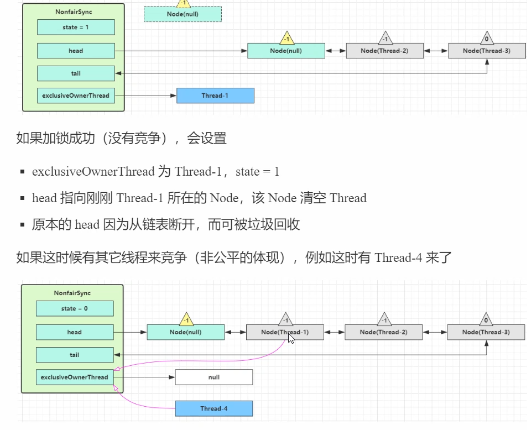 NonfairSync
-1
Node(null)
state = 1
-1
-1
0
head
Node(null)
Node(Thread-2)
Node(Thread-3)
tail
exclusiveOwnerThread
Thread-1
如果加锁成功（没有竞争），会设置
▪ exclusiveOwnerThread 为 Thread-1，state = 1
▪ head 指向刚刚 Thread-1 所在的 Node，该 Node 清空 Thread
▪ 原本的 head 因为从链表断开，而可被垃圾回收
如果这时候有其它线程来竞争（非公平的体现），例如这时有 Thread-4 来了
NonfairSync
state = 0
-1
-1
-1
0
head
Node(null)
Node(Thread-1)
Node(Thread-2)
Node(Thread-3)
tail
exclusiveOwnerThread
null
Thread-4